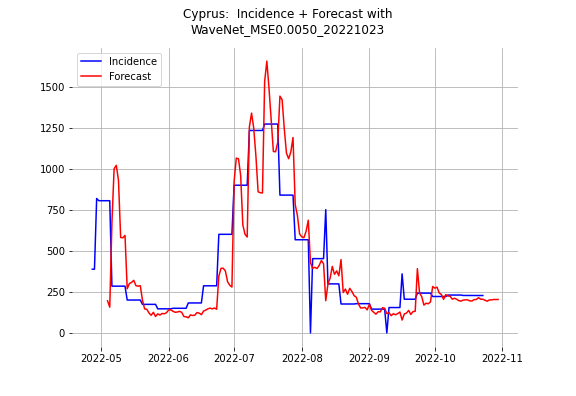 Cyprus:  Incidence + Forecast with
WaveNet_MSE0.0050_20221023
Incidence
Forecast
1500
1250
1000
750
500
250
0
2022-05 2022-06 2022-07 2022-08 2022-09 2022-10 2022-11